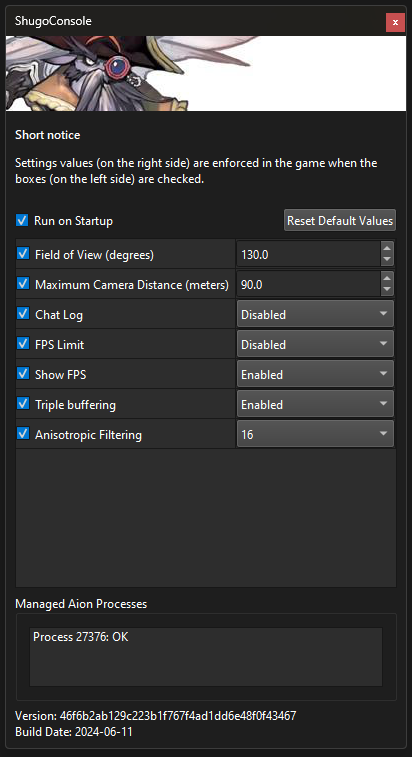 ShugoConsole
x
Short notice
Settings values (on the right side) are enforced in the game when the
boxes (on the left side) are checked.
Run on Startup Reset Default Values
Field of View (degrees) 130.0
Maximum Camera Distance (meters) 90.0
Chat Log Disabled
FPS Limit Disabled
Show FPS Enabled
Triple buffering Enabled
Anisotropic Filtering 16
Managed Aion Processes
Process 27376: OK
Version: 46f6b2ab129c223b1f767f4ad1dd6e48f0f43467
Build Date: 2024-06-11